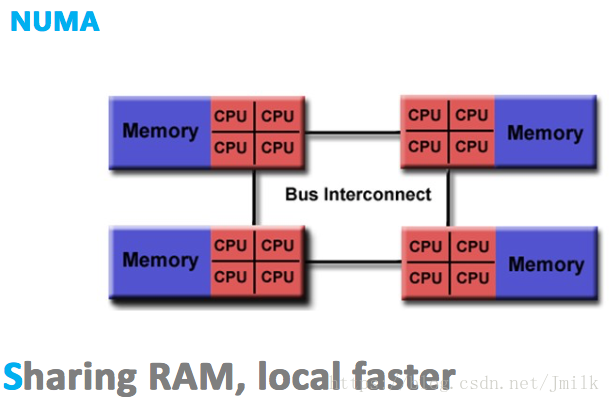 NUMA
Memory CPU CPU CPU CPU Memory
CPU CPU CPU CPU
Bus Interconnect
Memory CPU CPU CPU CPU Memory
CPU CPU CPU CPU
Sharing RAM, local faster
https://blog.csdn.net/Jmilk